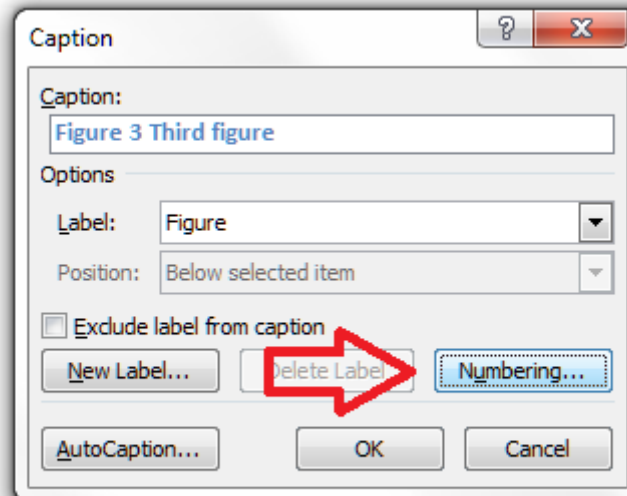 Caption
?
Caption:
Figure 3 Third figure
Options
Label: Figure
Position: Below selected item
Exclude label from caption
New Label... Delete Label Numbering...
AutoCaption... OK Cancel